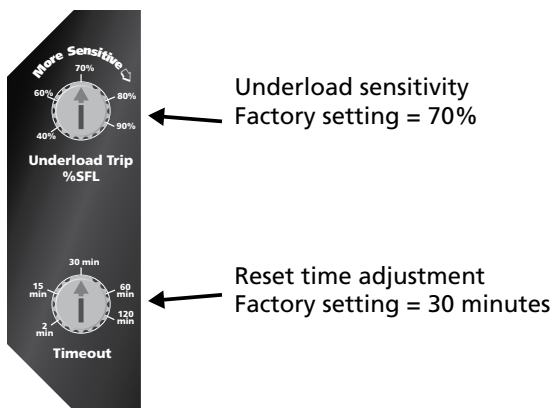 More Sensitive
70%
60%
80%
40%
90%
Underload Trip
%SFL
Underload sensitivity
Factory setting = 70%
30 min
15
min
60
min
2
min
120
min
Timeout
Reset time adjustment
Factory setting = 30 minutes